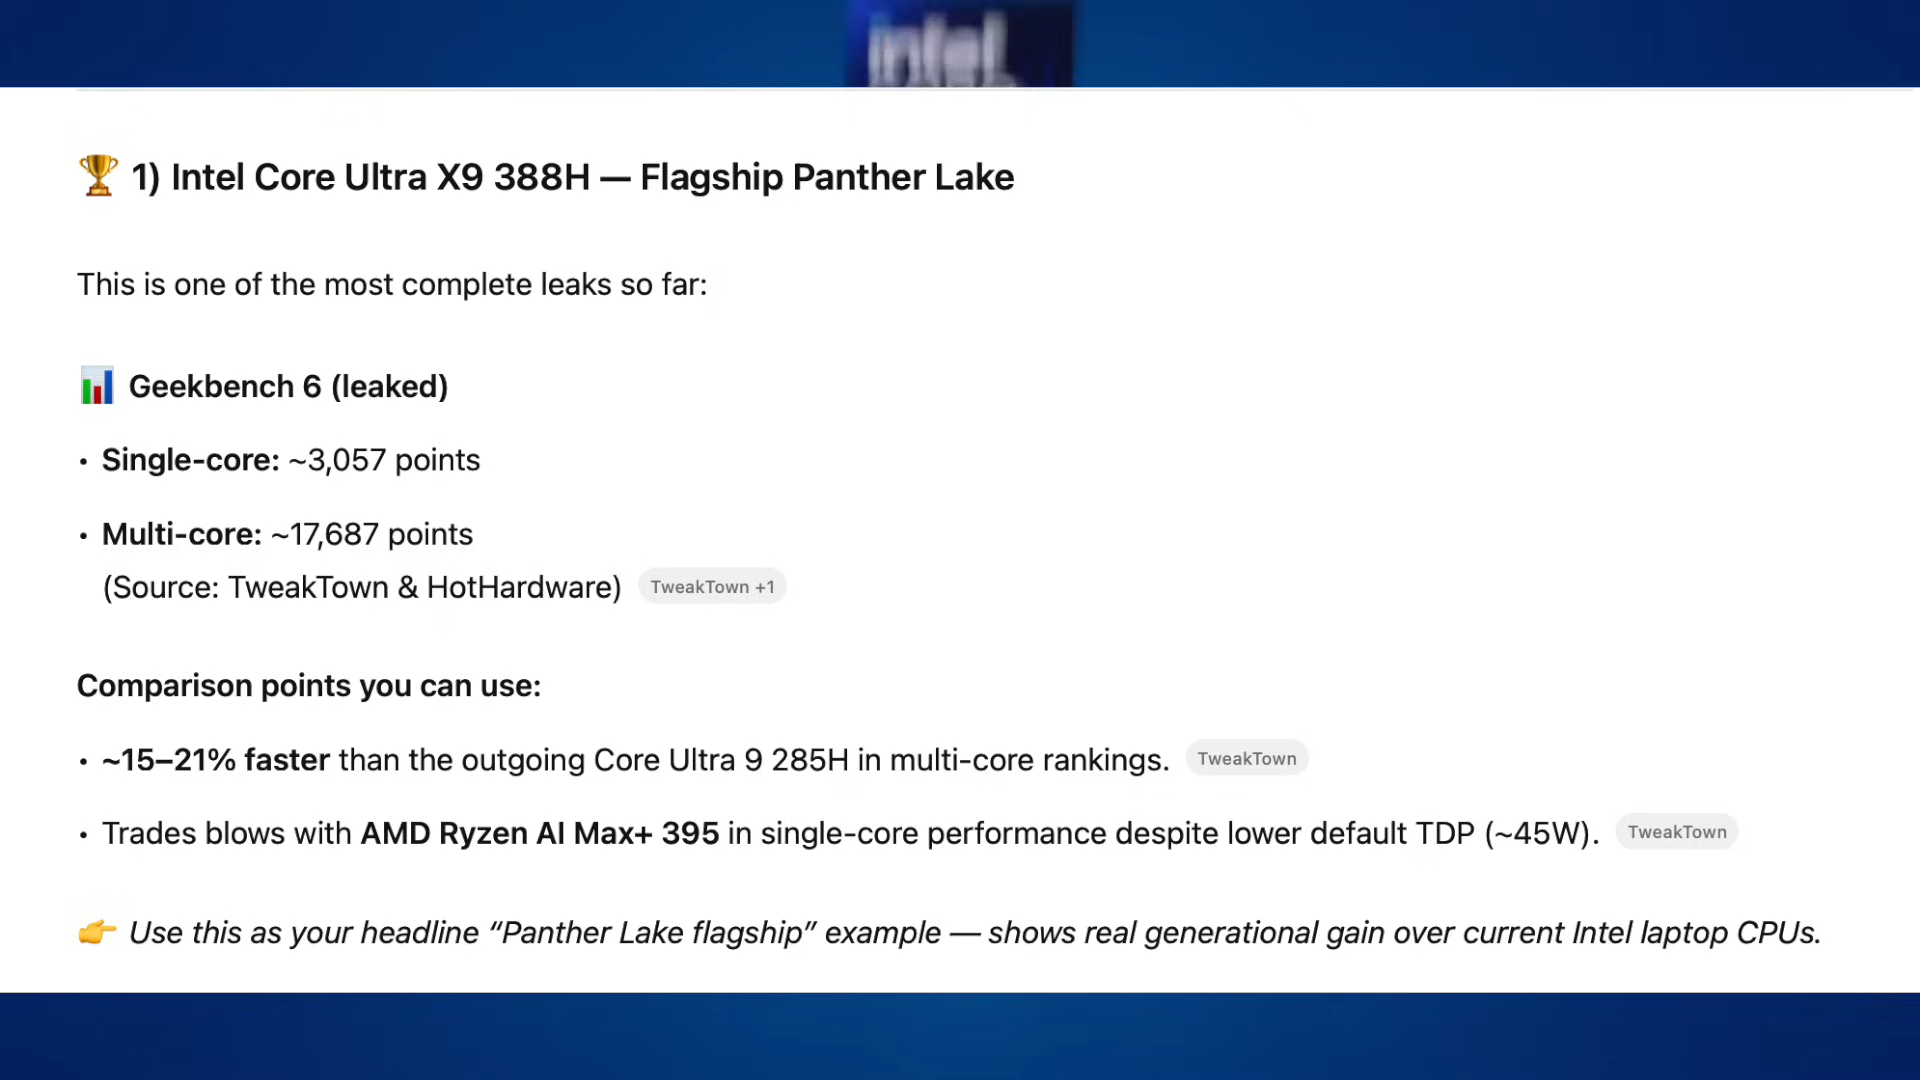 intel
🏆 1) Intel Core Ultra X9 388H — Flagship Panther Lake
This is one of the most complete leaks so far:
📊 Geekbench 6 (leaked)
• Single-core: ~3,057 points
• Multi-core: ~17,687 points
(Source: TweakTown & HotHardware) TweakTown +1
Comparison points you can use:
• ~15–21% faster than the outgoing Core Ultra 9 285H in multi-core rankings. TweakTown
• Trades blows with AMD Ryzen AI Max+ 395 in single-core performance despite lower default TDP (~45W). TweakTown
👉 Use this as your headline “Panther Lake flagship” example — shows real generational gain over current Intel laptop CPUs.